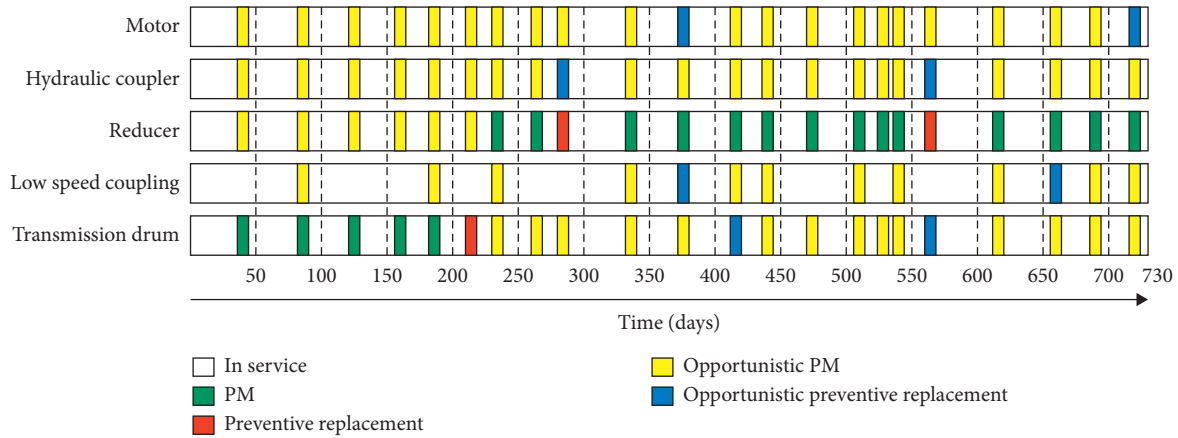 Motor
Hydraulic coupler
Reducer
Low speed coupling
Transmission drum
50 100 150 200 250 300 350 400 450 500 550 600 650 700 730
Time (days)
In service
PM
Preventive replacement
Opportunistic PM
Opportunistic preventive replacement